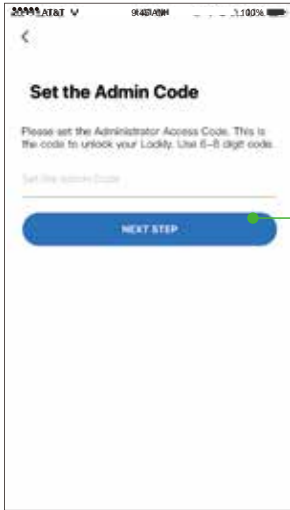 AT&T 100%
Set the Admin Code
Please set the Administrator Access Code. This is
the code to unlock your Lockly. Use 6–8 digit code.
Set the Admin Code
NEXT STEP